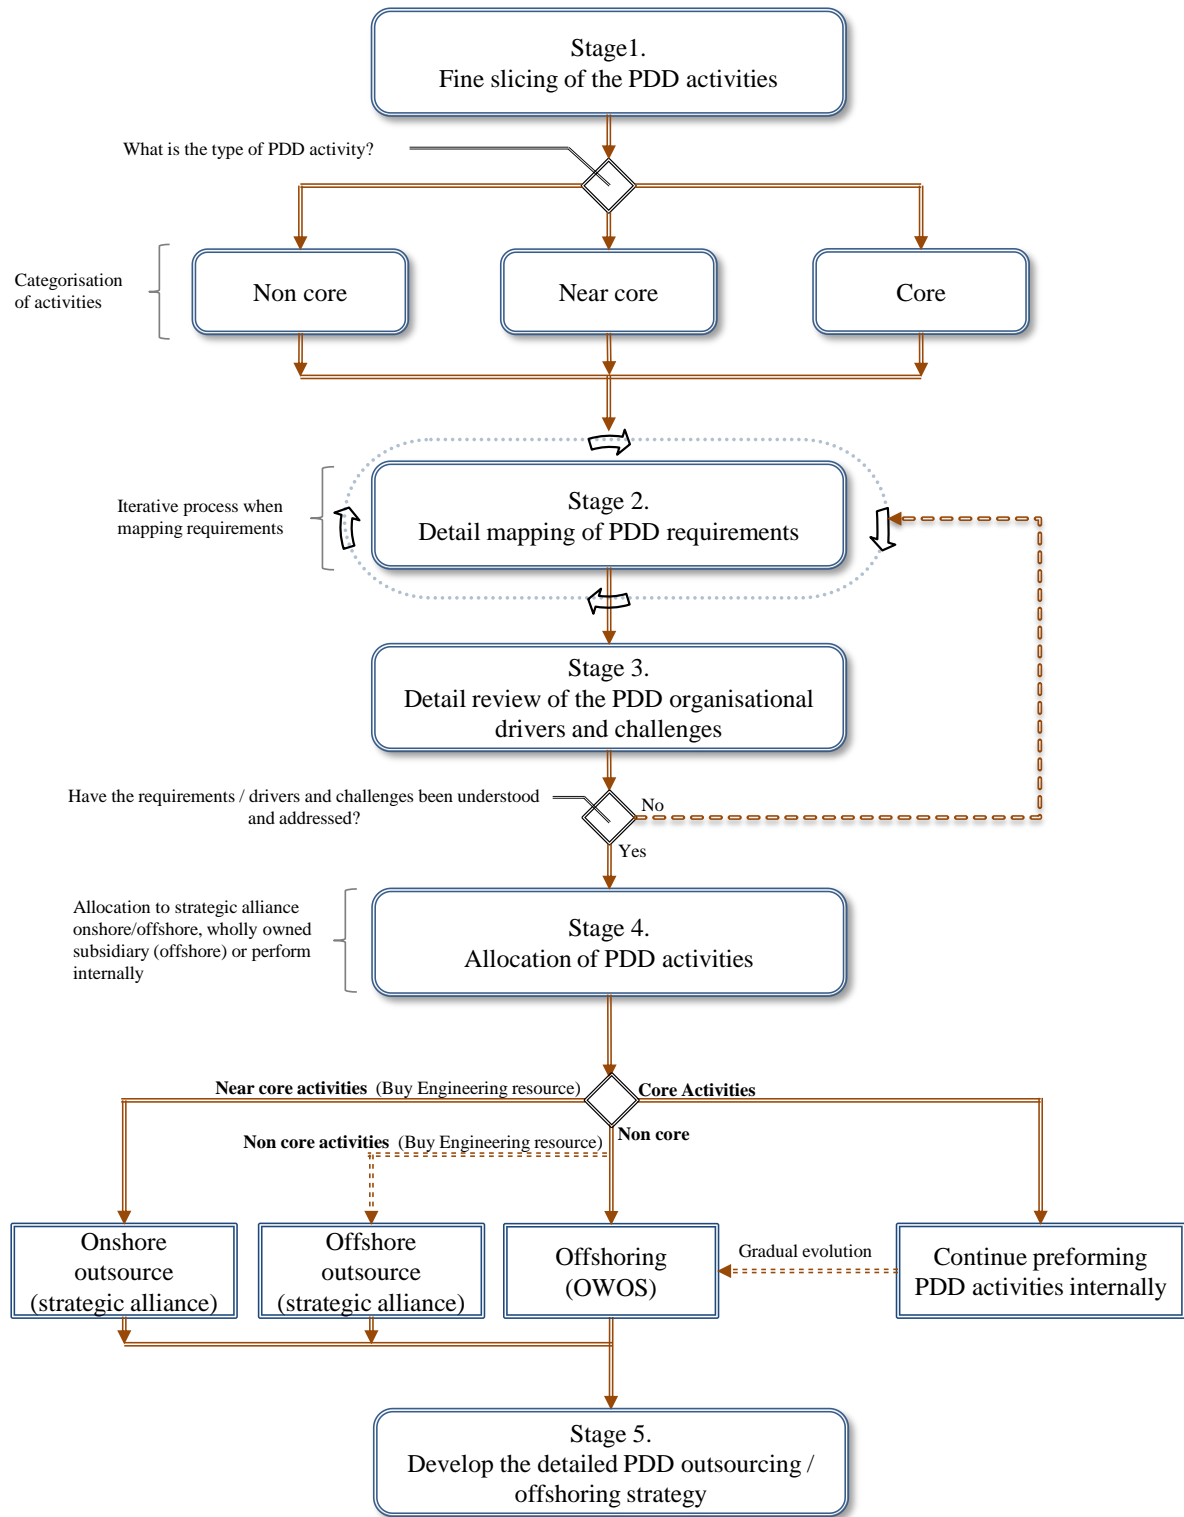 Stage1.
Fine slicing of the PDD activities
What is the type of PDD activity?
Categorisation
of activities
Non core
Near core
Core
Iterative process when
mapping requirements
Stage 2.
Detail mapping of PDD requirements
Stage 3.
Detail review of the PDD organisational
drivers and challenges
Have the requirements / drivers and challenges been understood
and addressed?
No
Yes
Allocation to strategic alliance
onshore/offshore, wholly owned
subsidiary (offshore) or perform
internally
Stage 4.
Allocation of PDD activities
Near core activities (Buy Engineering resource)
Core Activities
Non core activities (Buy Engineering resource)
Non core
Onshore
outsource
(strategic alliance)
Offshore
outsource
(strategic alliance)
Offshoring
(OWOS)
Gradual evolution
Continue preforming
PDD activities internally
Stage 5.
Develop the detailed PDD outsourcing /
offshoring strategy